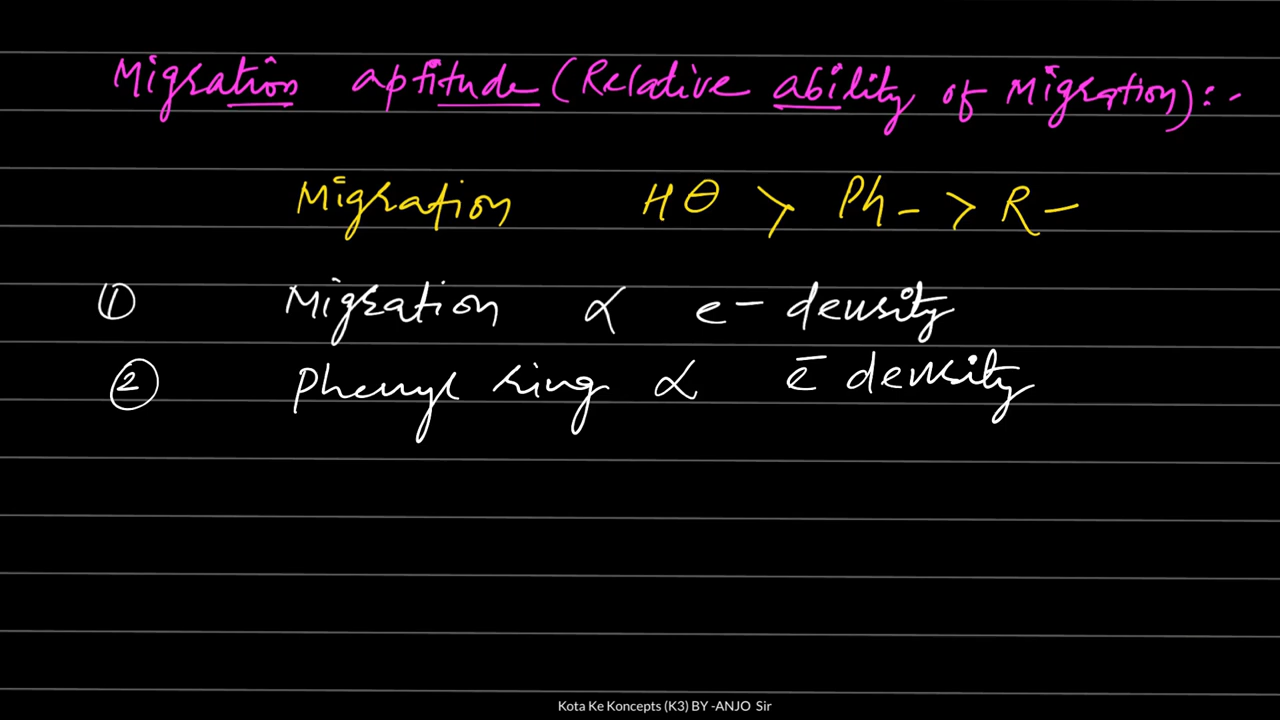 Migration aptitude (Relative ability of Migration):-
Migration H⊖ > Ph- > R-
① Migration ∝ e- density
② Phenyl ring ∝ e̅ density
Kota Ke Koncepts (K3) BY -ANJO Sir